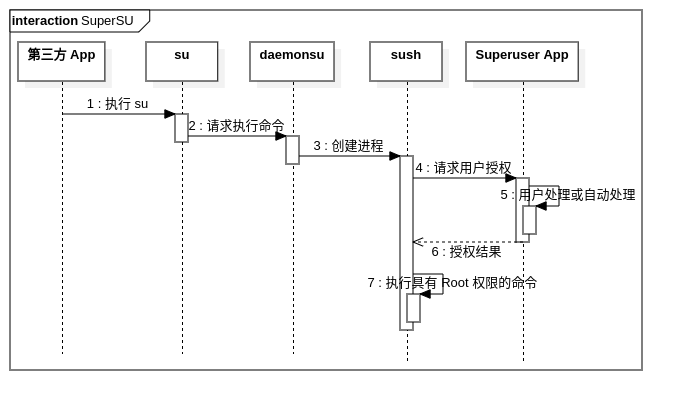 interaction SuperSU
第三方 App
su
daemonsu
sush
Superuser App
1 : 执行 su
2 : 请求执行命令
3 : 创建进程
4 : 请求用户授权
5 : 用户处理或自动处理
6 : 授权结果
7 : 执行具有 Root 权限的命令